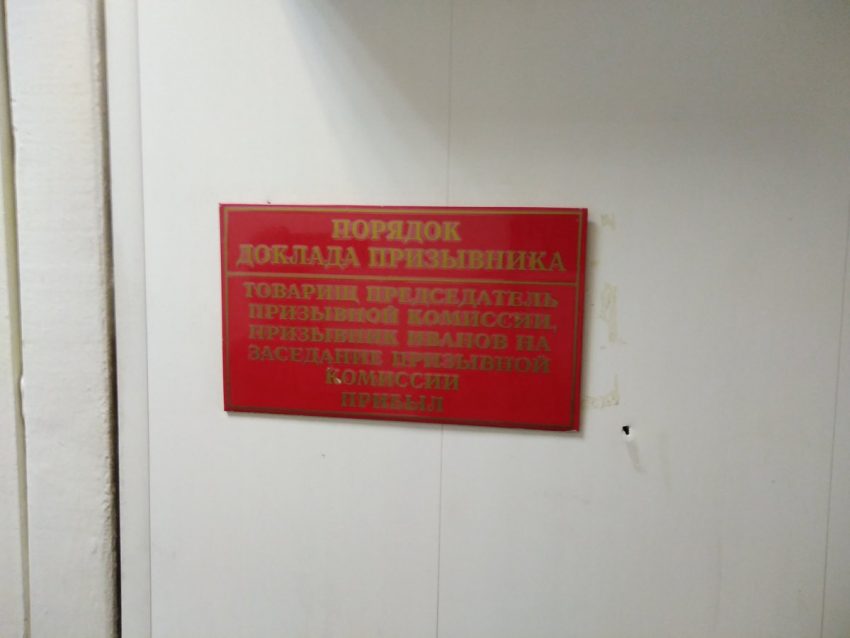 ПОРЯДОК
ДОКЛАДА ПРИЗЫВНИКА
ТОВАРИЩ ПРЕДСЕДАТЕЛЬ
ПРИЗЫВНОЙ КОМИССИИ,
ПРИЗЫВНИК ИВАНОВ НА
ЗАСЕДАНИЕ ПРИЗЫВНОЙ
КОМИССИИ
ПРИБЫЛ